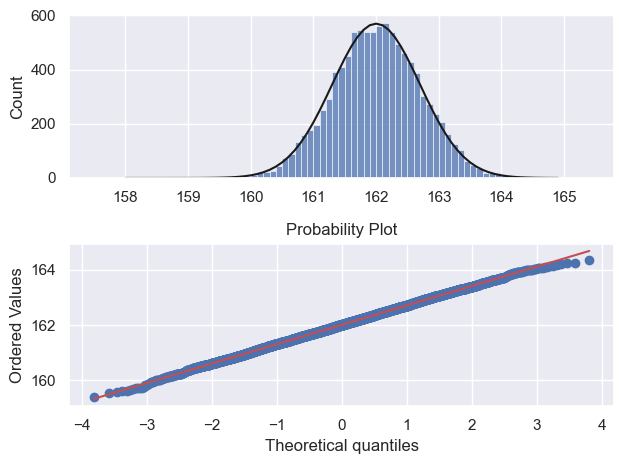 600
400
200
0
Count
158 159 160 161 162 163 164 165
Probability Plot
164
162
160
Ordered Values
−4 −3 −2 −1 0 1 2 3 4
Theoretical quantiles